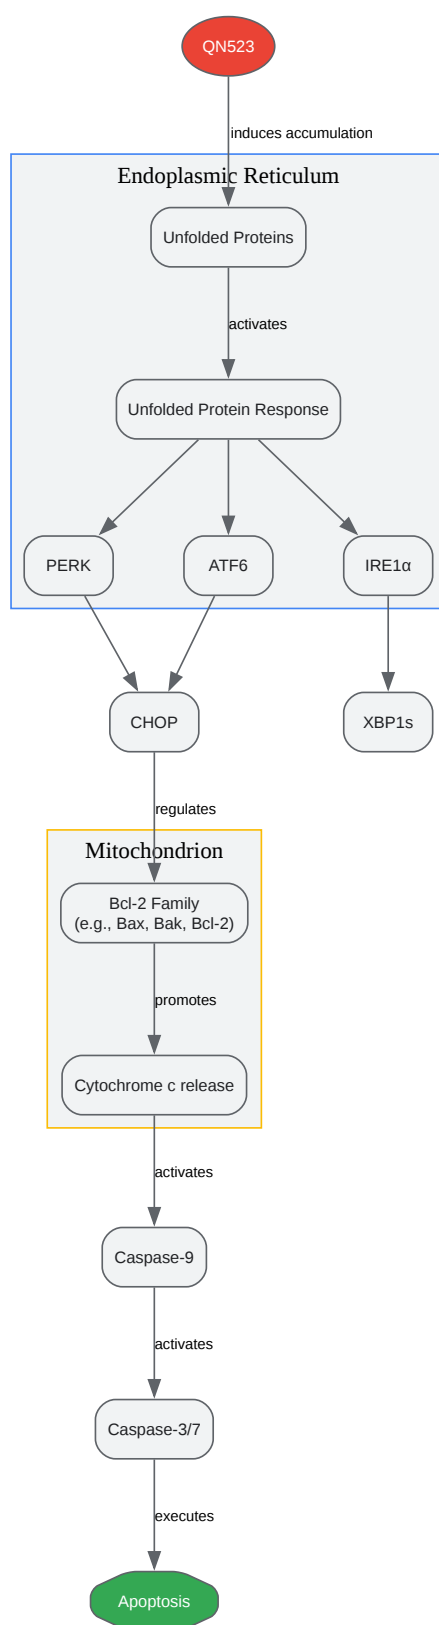 QN523
induces accumulation
Endoplasmic Reticulum
Unfolded Proteins
activates
Unfolded Protein Response
PERK
ATF6
IRE1α
CHOP
XBP1s
regulates
Mitochondrion
Bcl-2 Family
(e.g., Bax, Bak, Bcl-2)
promotes
Cytochrome c release
activates
Caspase-9
activates
Caspase-3/7
executes
Apoptosis